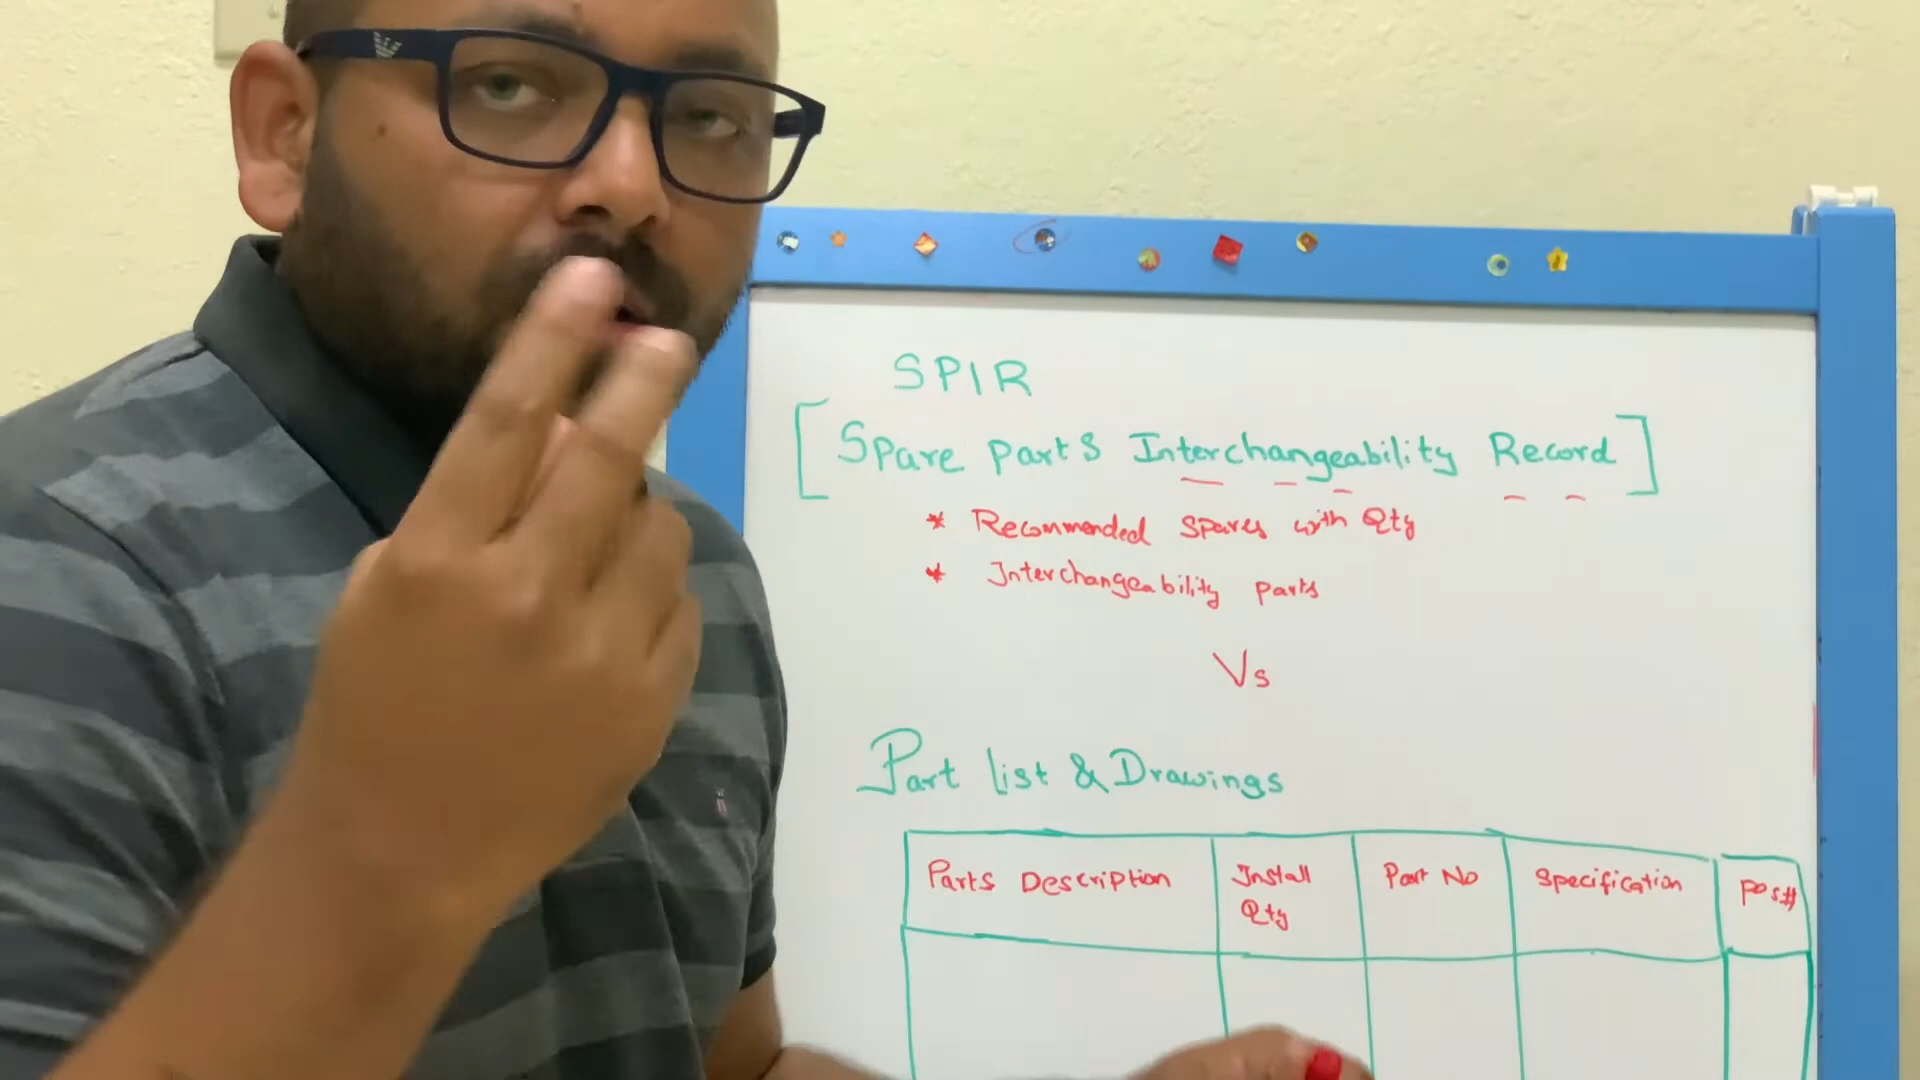 SPIR
[Spare Parts Interchangeability Record]
* Recommended Spares with Qty
* Interchangeability parts
Vs
Part List & Drawings
Parts Description
Install
Qty
Part No
Specification
Pos#